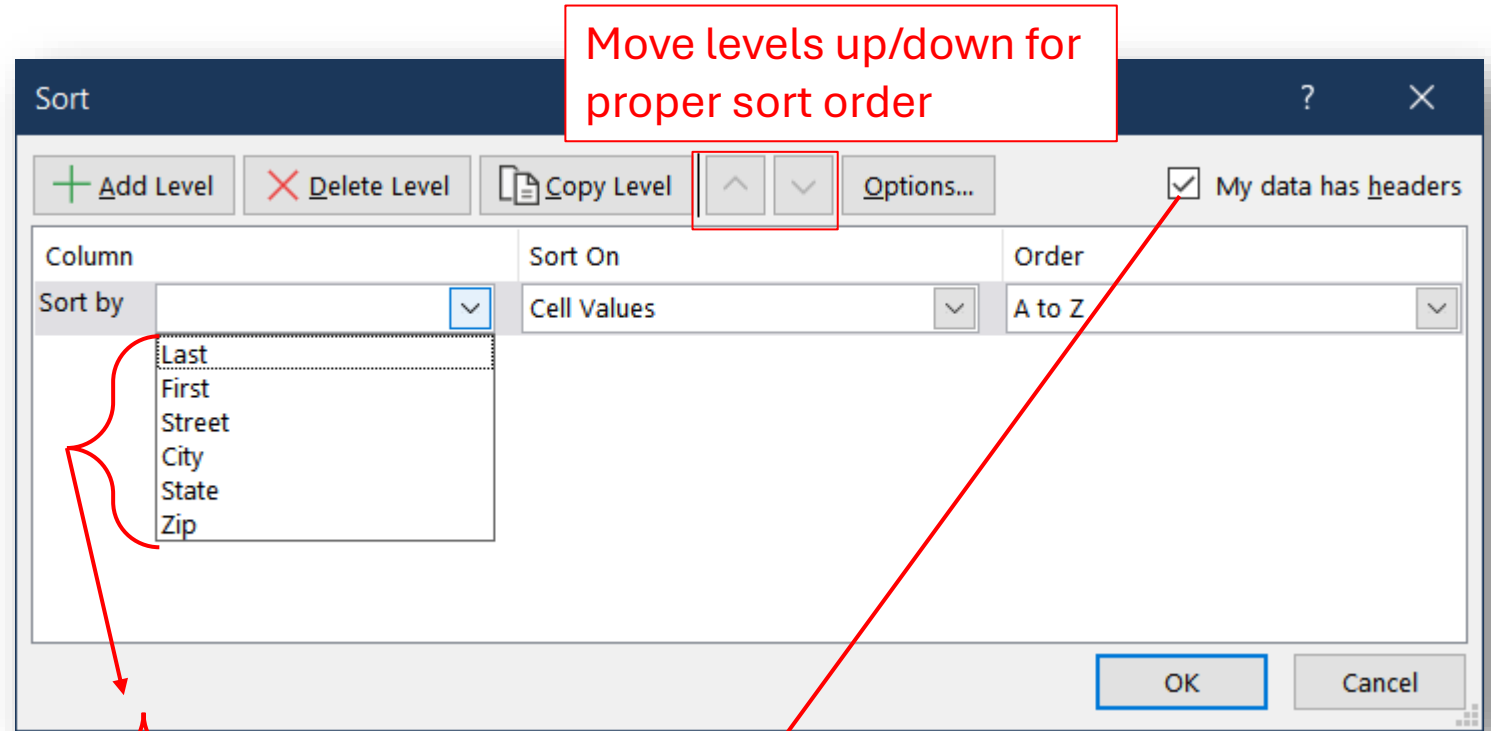 Move levels up/down for
proper sort order
Sort ? ×
Add Level Delete Level Copy Level Options... My data has headers
Column Sort On Order
Sort by Cell Values A to Z
Last
First
Street
City
State
Zip
OK Cancel